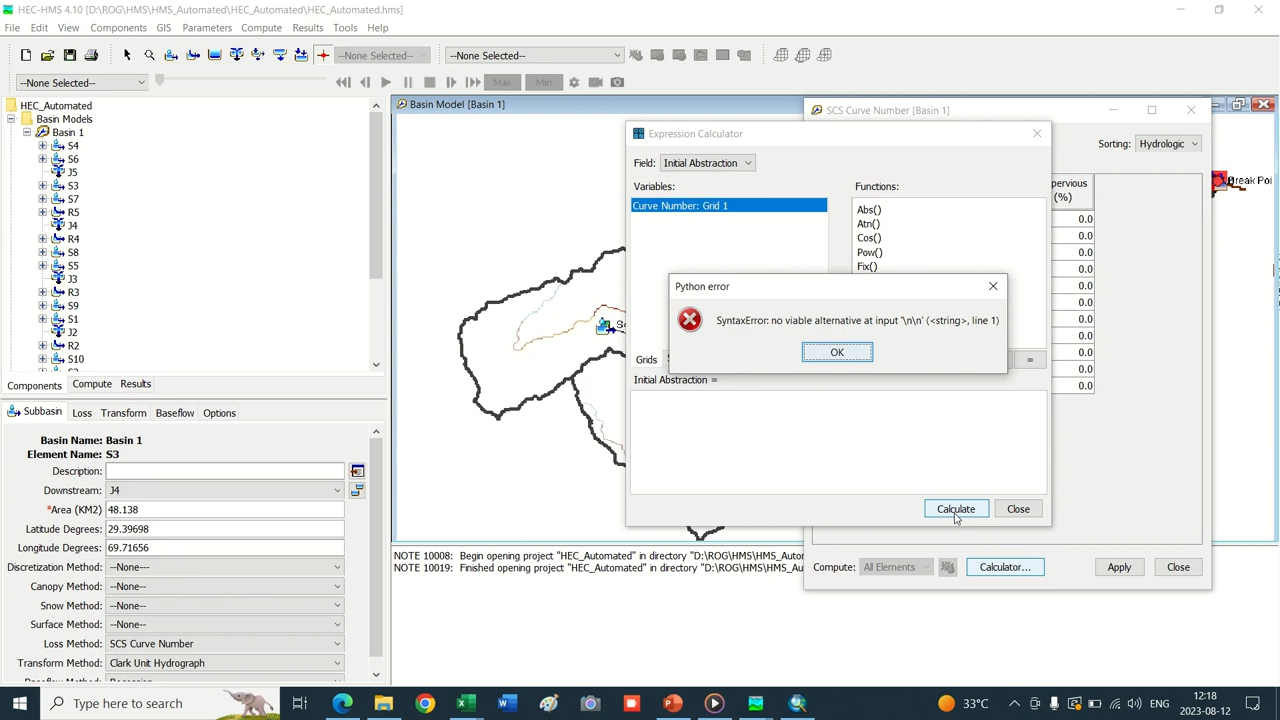 HEC-HMS 4.10 [D:\ROG\HMS\HMS_Automated\HEC_Automated\HEC_Automated.hms]
File Edit View Components GIS Parameters Compute Results Tools Help
--None Selected-- --None Selected--
--None Selected-- Max Min
HEC_Automated
Basin Models
Basin 1
S4
S6
J5
S3
S7
R5
J4
R4
S8
S5
J3
R3
S9
S1
J2
R2
S10
Components Compute Results
Subbasin Loss Transform Baseflow Options
Basin Name: Basin 1
Element Name: S3
Description:
Downstream: J4
*Area (KM2) 48.138
Latitude Degrees: 29.39698
Longitude Degrees: 69.71656
Discretization Method: --None---
Canopy Method: --None--
Snow Method: --None--
Surface Method: --None--
Loss Method: SCS Curve Number
Transform Method: Clark Unit Hydrograph
Basin Model [Basin 1]
SCS Curve Number [Basin 1]
Sorting: Hydrologic
pervious
(%)
0.0
0.0
0.0
0.0
0.0
0.0
0.0
0.0
0.0
0.0
0.0
Break Poi
Expression Calculator
Field: Initial Abstraction
Variables:
Curve Number: Grid 1
Functions:
Abs()
Atn()
Cos()
Pow()
Fix()
Python error
SyntaxError: no viable alternative at input '\n\n' (<string>, line 1)
OK
Grids =
Initial Abstraction =
Calculate Close
Compute: All Elements Calculator... Apply Close
NOTE 10008: Begin opening project "HEC_Automated" in directory "D:\ROG\HMS\HMS_Auto
NOTE 10019: Finished opening project "HEC_Automated" in directory "D:\ROG\HMS\HMS_Au
Type here to search
33°C ENG 12:18
2023-08-12